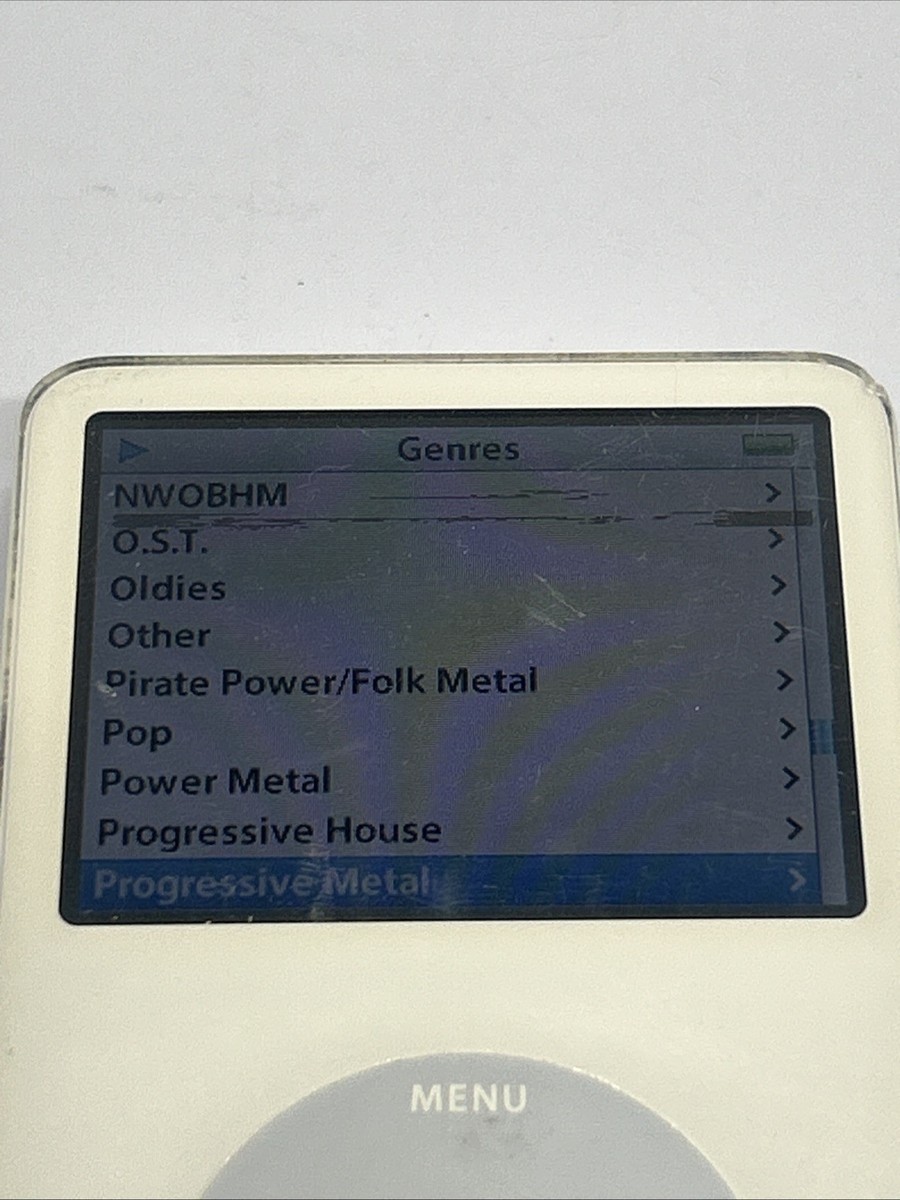 Genres
NWOBHM
O.S.T.
Oldies
Other
Pirate Power/Folk Metal
Pop
Power Metal
Progressive House
Progressive Metal
MENU